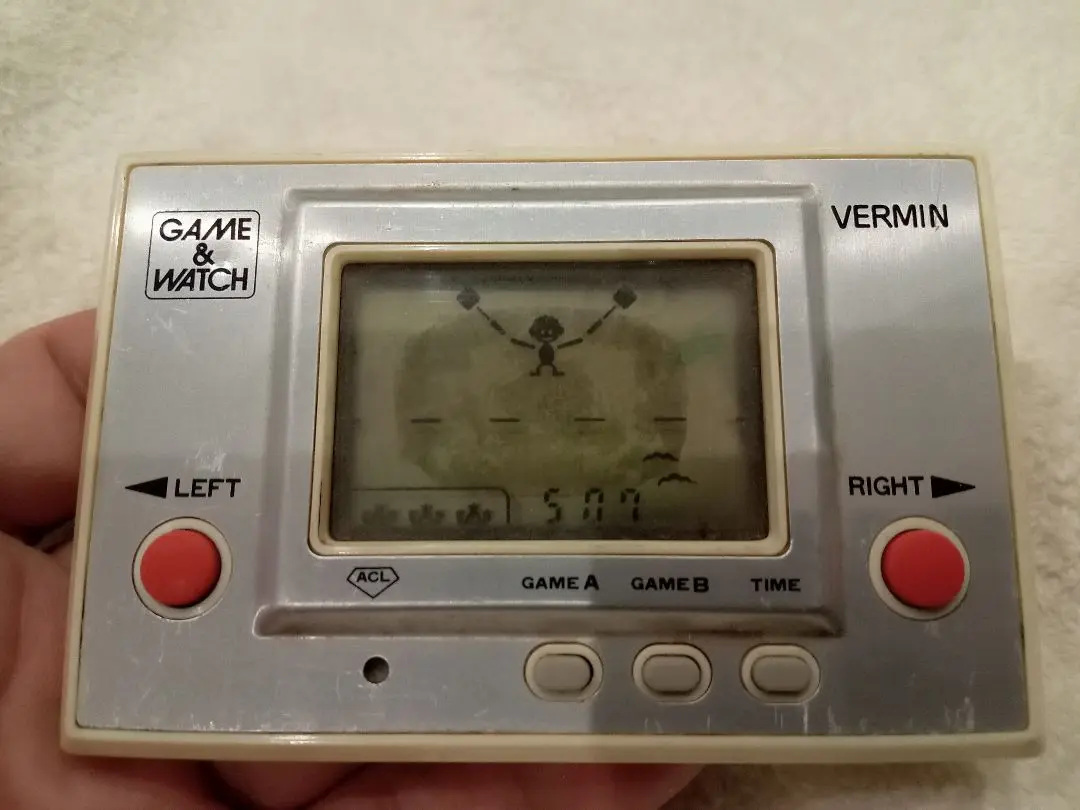 GAME
&
WATCH
VERMIN
◀ LEFT
RIGHT ▶
ACL
GAME A GAME B TIME